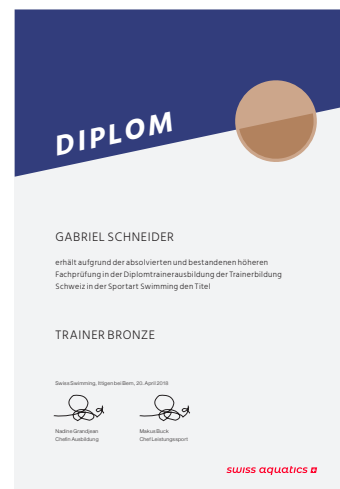 DIPLOM
GABRIEL SCHNEIDER
erhält aufgrund der absolvierten und bestandenen höheren
Fachprüfung in der Diplomtrainerausbildung der Trainerbildung
Schweiz in der Sportart Swimming den Titel
TRAINER BRONZE
Swiss Swimming, Ittigen bei Bern, 20. April 2018
Nadine Grandjean
Makus Buck
Chefin Ausbildung
Chef Leistungssport
swiss aquatics